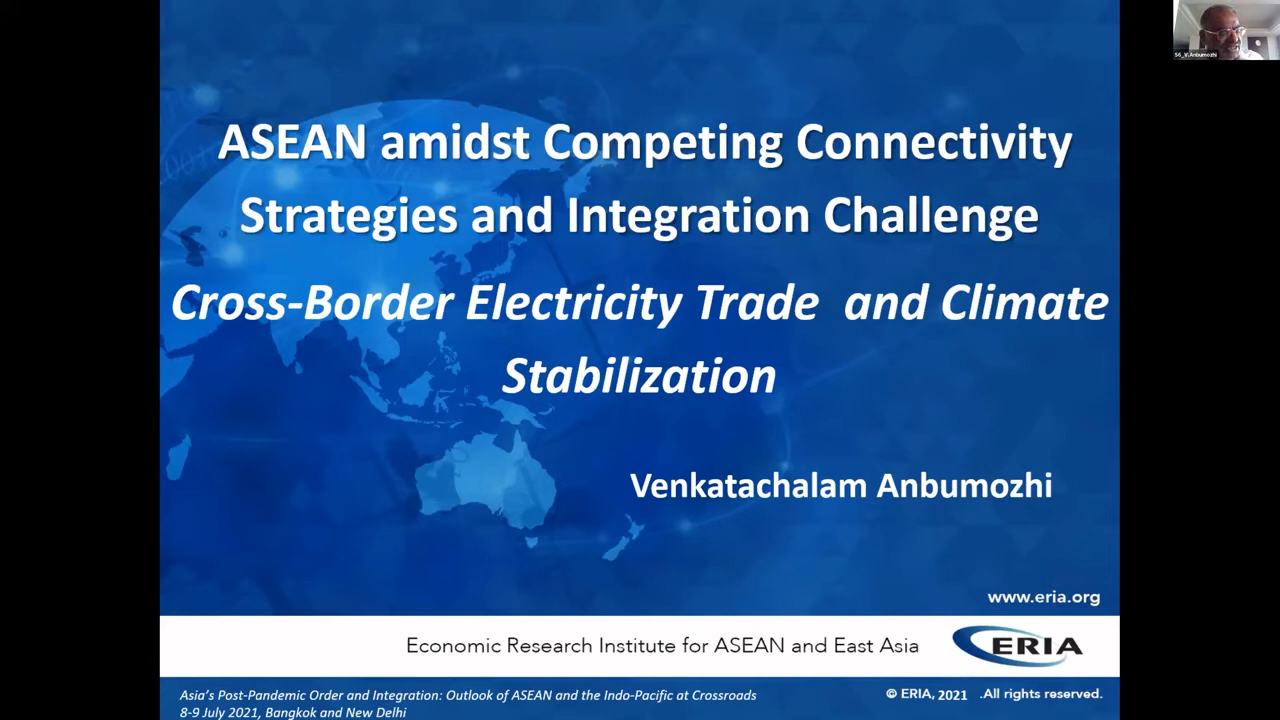 S6_V.Anbumozhi
ASEAN amidst Competing Connectivity
Strategies and Integration Challenge
Cross-Border Electricity Trade and Climate
Stabilization
Venkatachalam Anbumozhi
www.eria.org
Economic Research Institute for ASEAN and East Asia
ERIA
Asia's Post-Pandemic Order and Integration: Outlook of ASEAN and the Indo-Pacific at Crossroads
8-9 July 2021, Bangkok and New Delhi
© ERIA, 2021 .All rights reserved.